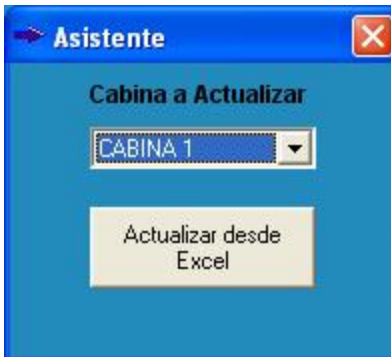 Asistente
Cabina a Actualizar
CABINA 1
Actualizar desde
Excel